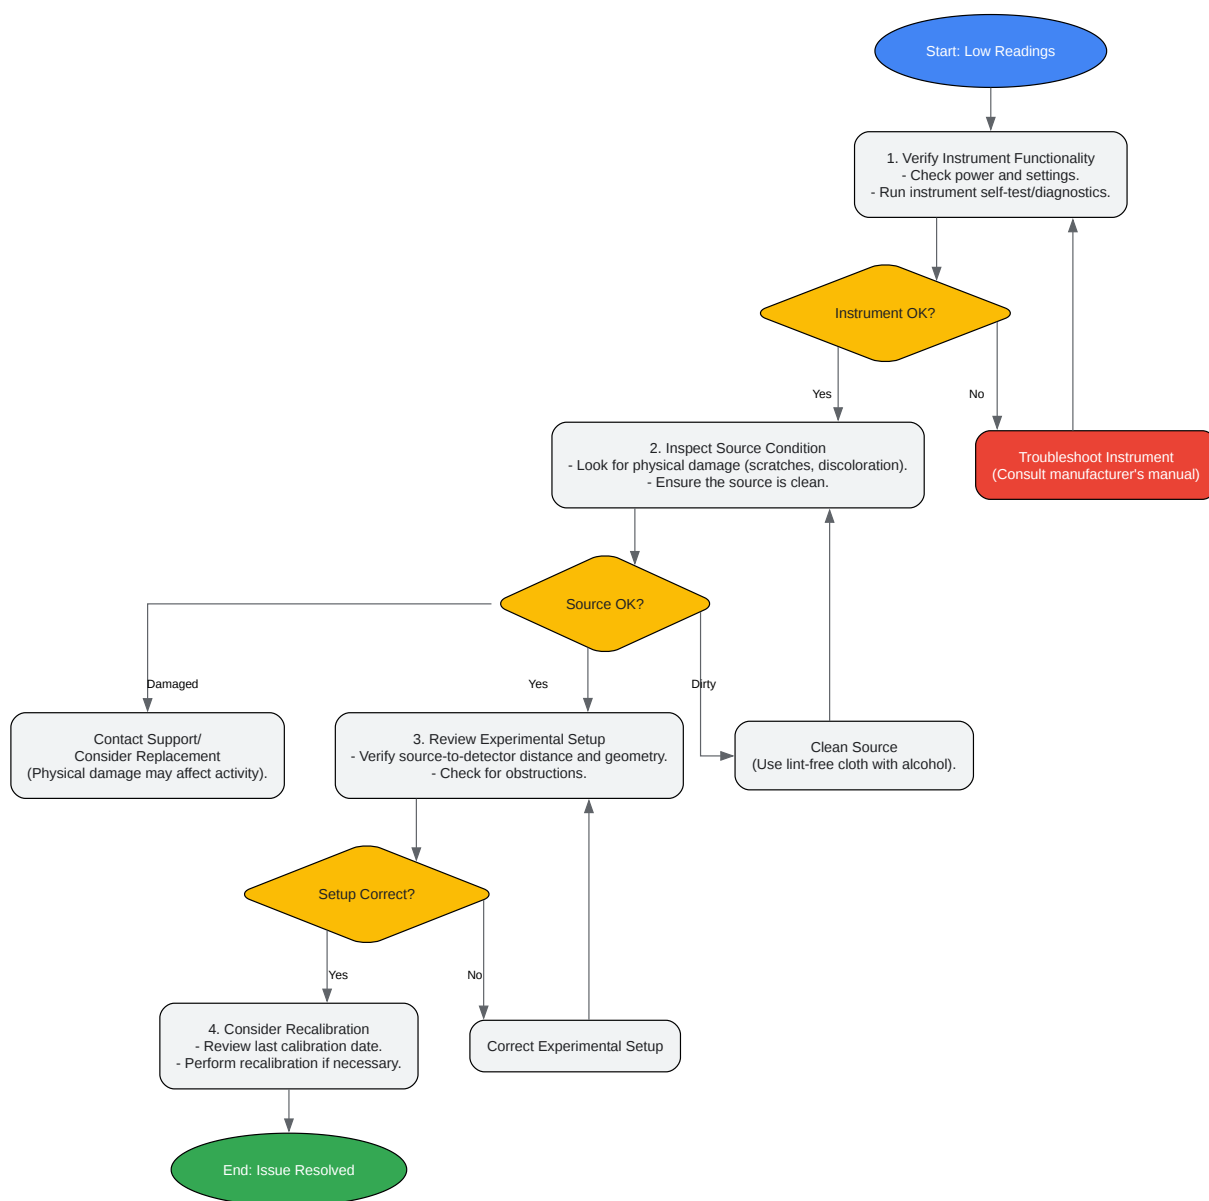 Start: Low Readings
1. Verify Instrument Functionality
- Check power and settings.
- Run instrument self-test/diagnostics.
Instrument OK?
Yes
No
2. Inspect Source Condition
- Look for physical damage (scratches, discoloration).
- Ensure the source is clean.
Troubleshoot Instrument
(Consult manufacturer's manual)
Source OK?
Damaged
Yes
Dirty
Contact Support/
Consider Replacement
(Physical damage may affect activity).
3. Review Experimental Setup
- Verify source-to-detector distance and geometry.
- Check for obstructions.
Clean Source
(Use lint-free cloth with alcohol).
Setup Correct?
Yes
No
4. Consider Recalibration
- Review last calibration date.
- Perform recalibration if necessary.
Correct Experimental Setup
End: Issue Resolved